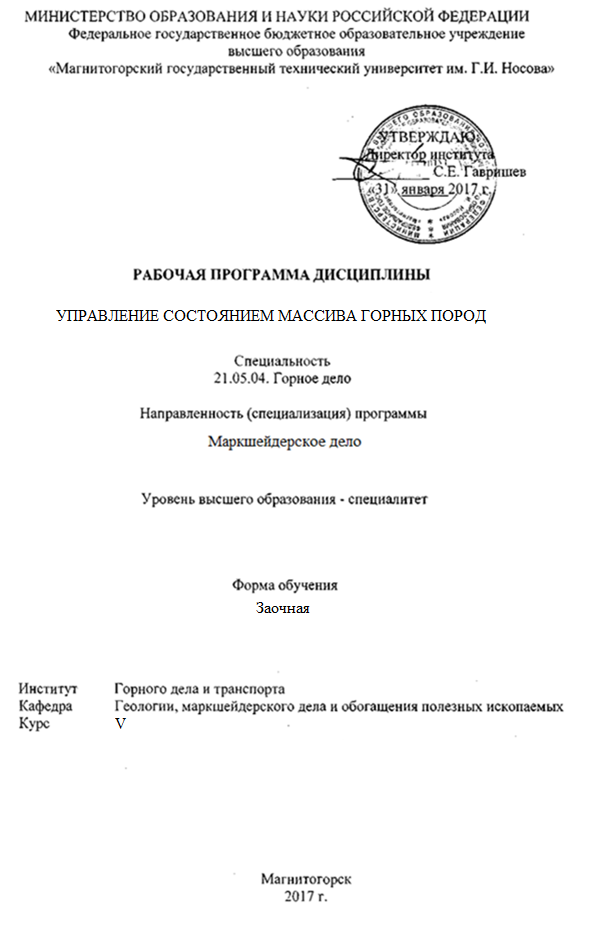 МИНИСТЕРСТВО ОБРАЗОВАНИЯ И НАУКИ РОССИЙСКОЙ ФЕДЕРАЦИИ
Федеральное государственное бюджетное образовательное учреждение
высшего образования
«Магнитогорский государственный технический университет им. Г.И. Носова»
УТВЕРЖДАЮ
Директор института
С.Е. Гавришев
«31» января 2017 г.
РАБОЧАЯ ПРОГРАММА ДИСЦИПЛИНЫ
УПРАВЛЕНИЕ СОСТОЯНИЕМ МАССИВА ГОРНЫХ ПОРОД
Специальность
21.05.04. Горное дело
Направленность (специализация) программы
Маркшейдерское дело
Уровень высшего образования - специалитет
Форма обучения
Заочная
Институт Горного дела и транспорта
Кафедра Геологии, маркшейдерского дела и обогащения полезных ископаемых
Курс V
Магнитогорск
2017 г.